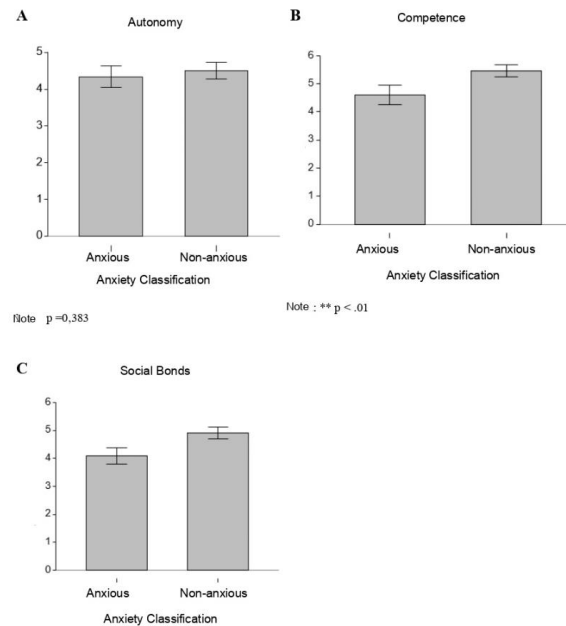 A
Autonomy
5
4
3
2
1
0
Anxious Non-anxious
Anxiety Classification
Note p =0,383
B
Competence
6
5
4
3
2
1
0
Anxious Non-anxious
Anxiety Classification
Note : ** p < .01
C
Social Bonds
6
5
4
3
2
1
0
Anxious Non-anxious
Anxiety Classification